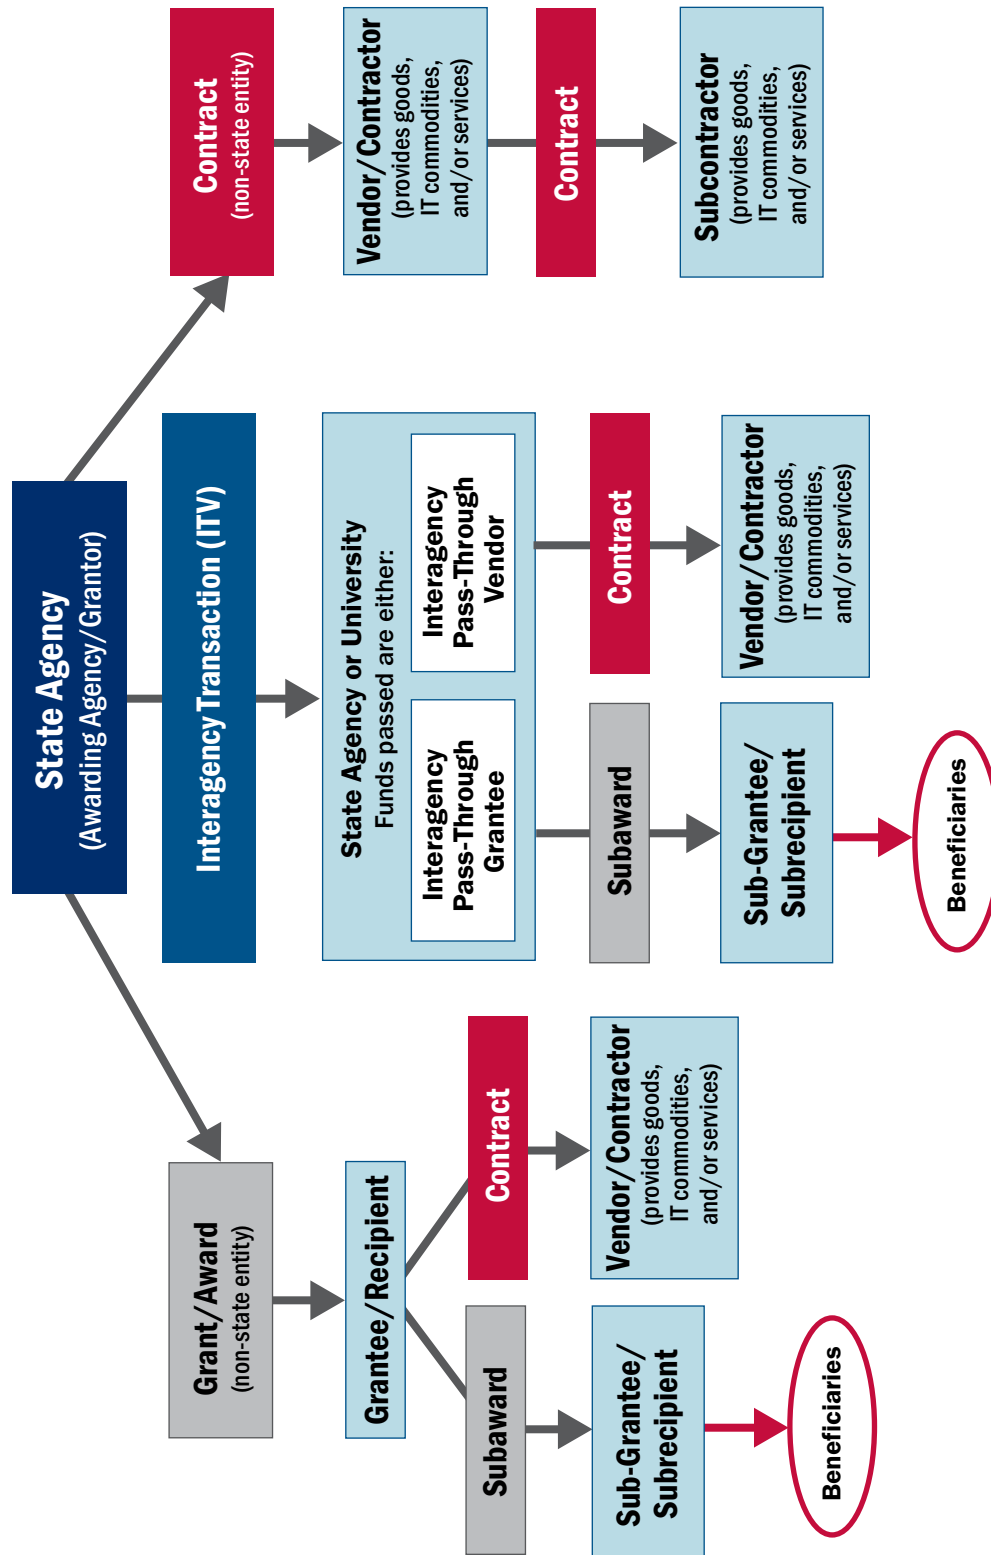 State Agency
(Awarding Agency/Grantor)
Grant/Award
(non-state entity)
Grantee/Recipient
Subaward
Sub-Grantee/
Subrecipient
Beneficiaries
Contract
Vendor/Contractor
(provides goods,
IT commodities,
and/or services)
Interagency Transaction (ITV)
State Agency or University
Funds passed are either:
Interagency
Pass-Through
Grantee
Interagency
Pass-Through
Vendor
Subaward
Sub-Grantee/
Subrecipient
Beneficiaries
Contract
Vendor/Contractor
(provides goods,
IT commodities,
and/or services)
Contract
(non-state entity)
Vendor/Contractor
(provides goods,
IT commodities,
and/or services)
Contract
Subcontractor
(provides goods,
IT commodities,
and/or services)